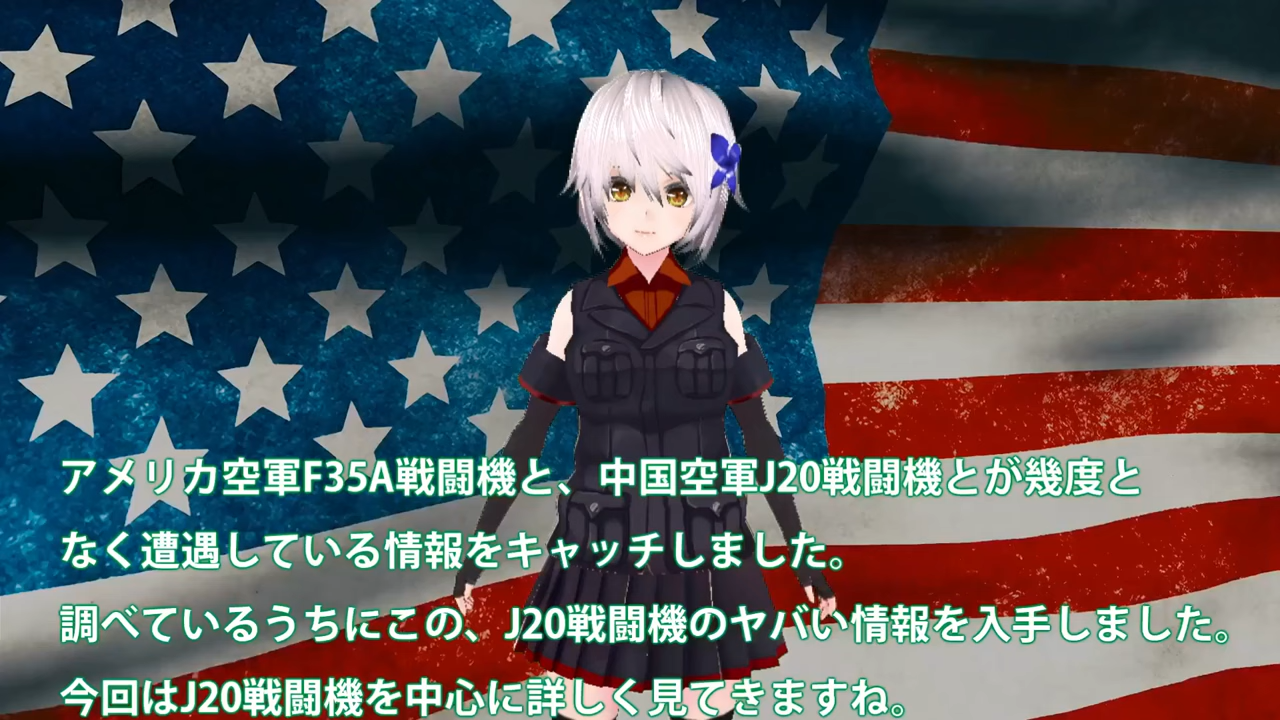 アメリカ空軍F35A戦闘機と、中国空軍J20戦闘機とが幾度と
なく遭遇している情報をキャッチしました。
調べているうちにこの、J20戦闘機のヤバい情報を入手しました。
今回はJ20戦闘機を中心に詳しく見てきますね。